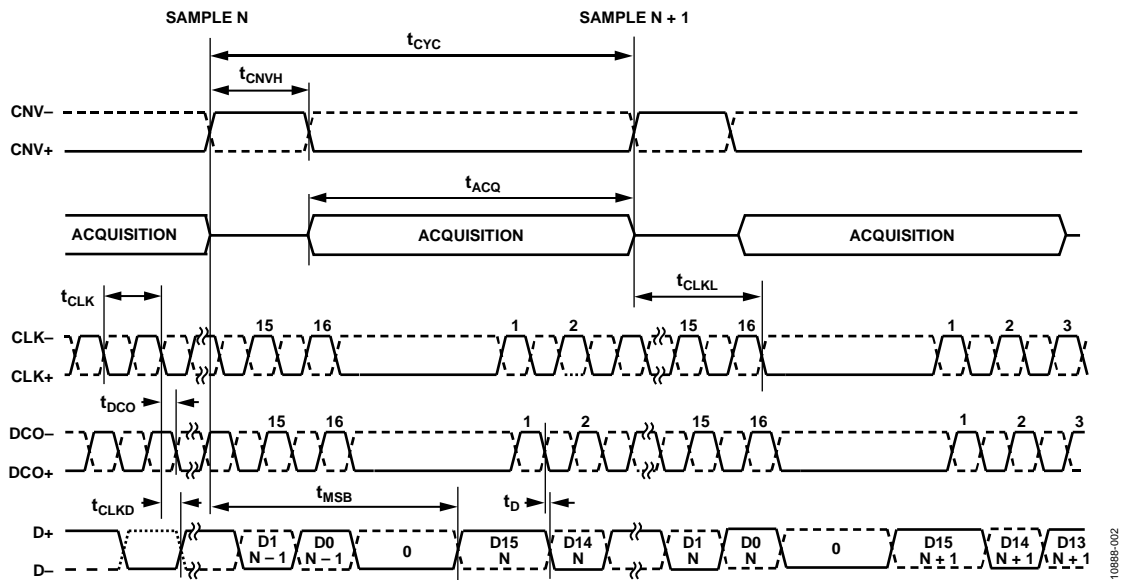 SAMPLE N SAMPLE N + 1
tCYC
tCNVH
CNV–
CNV+
tACQ
ACQUISITION ACQUISITION ACQUISITION
tCLK tCLKL
15 16 1 2 15 16 1 2 3
CLK–
CLK+
tDCO
15 16 1 2 15 16 1 2 3
DCO–
DCO+
tCLKD tMSB tD
D+
D–
D1 N – 1
D0 N – 1
0
D15 N
D14 N
D1 N
D0 N
0
D15 N + 1
D14 N + 1
D13 N + 1
10888-002